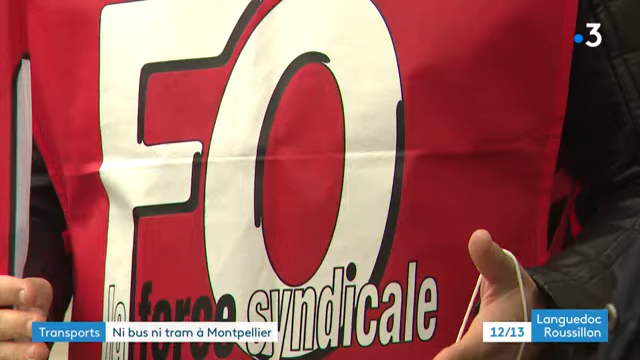 3
FO
la force syndicale
Transports Ni bus ni tram à Montpellier
12/13 Languedoc
Roussillon